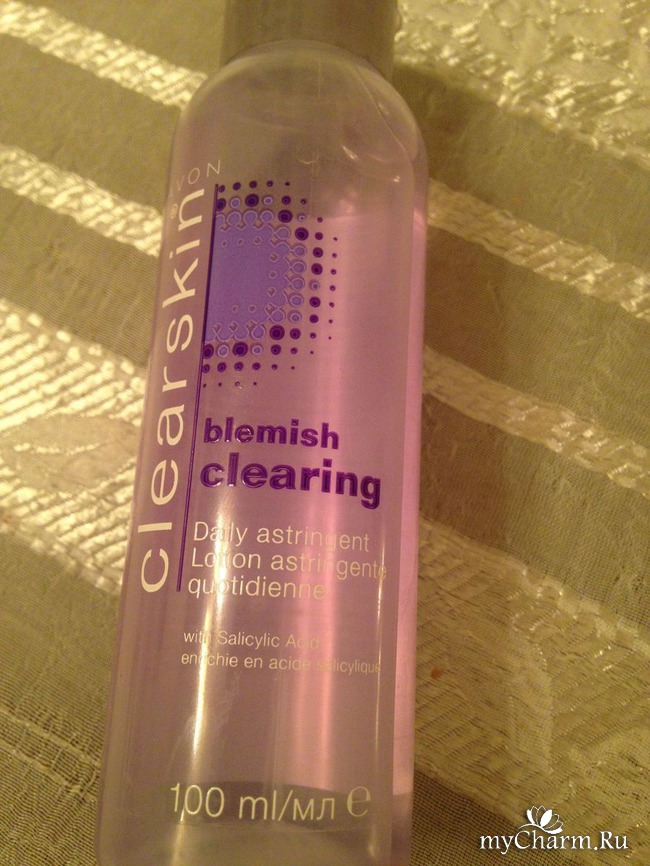 AVON
clearskin
blemish
clearing
Daily astringent
Lotion astringente
quotidienne
with Salicylic Acid
enrichie en acide salicylique
100 ml/мл e
myCharm.Ru